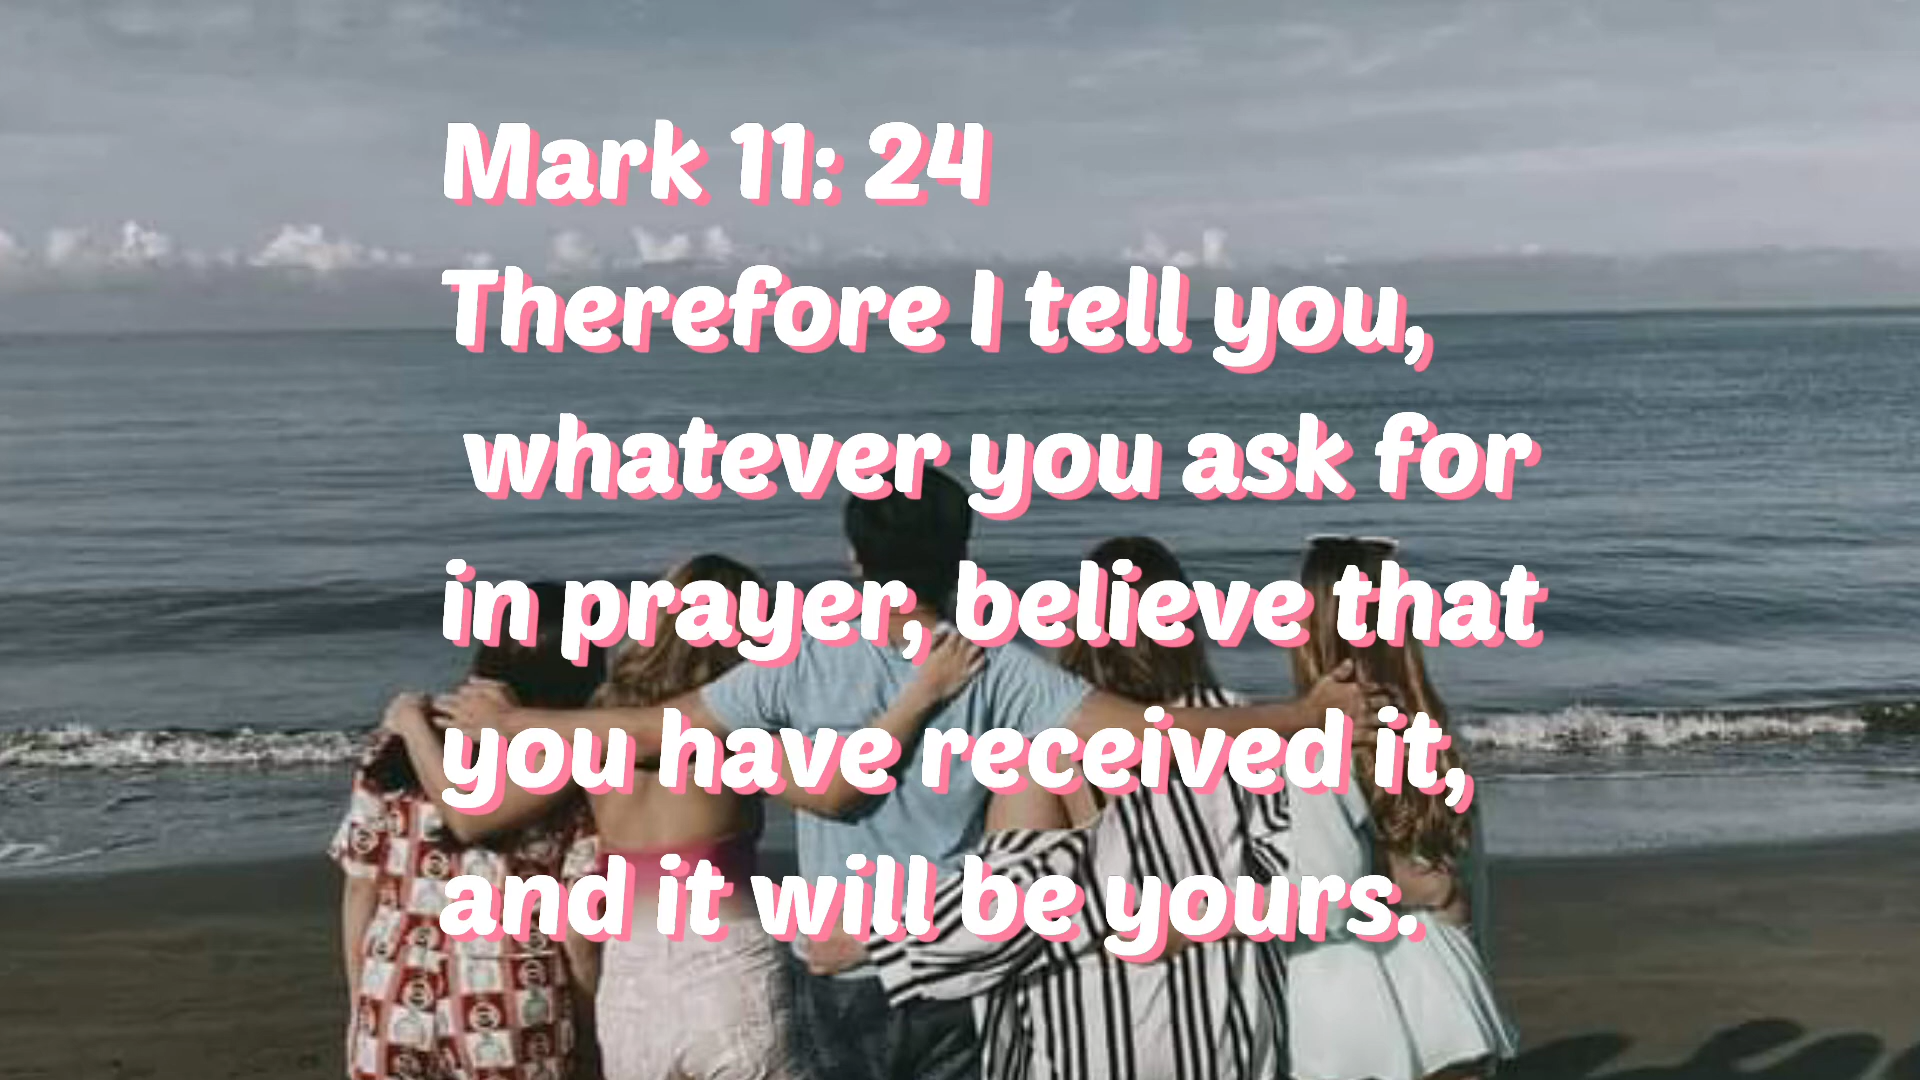 Mark 11: 24
Therefore I tell you,
whatever you ask for
in prayer, believe that
you have received it,
and it will be yours.